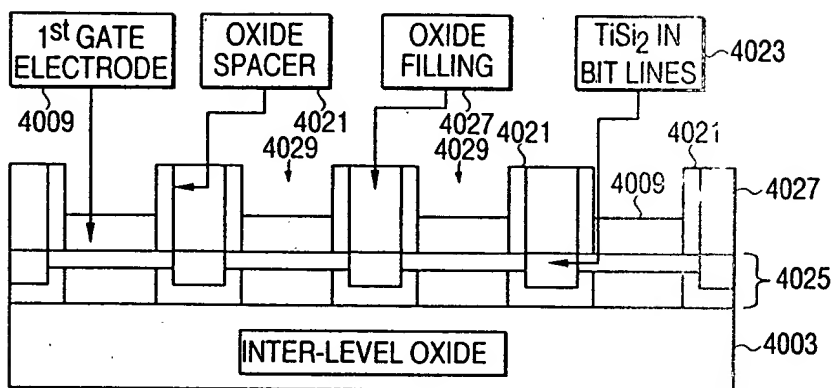 1st GATE
ELECTRODE
4009
OXIDE
SPACER
4021
4029
OXIDE
FILLING
4027
4029
4021
TiSi2 IN
BIT LINES
4023
4021
4009
4027
4025
4003
INTER-LEVEL OXIDE